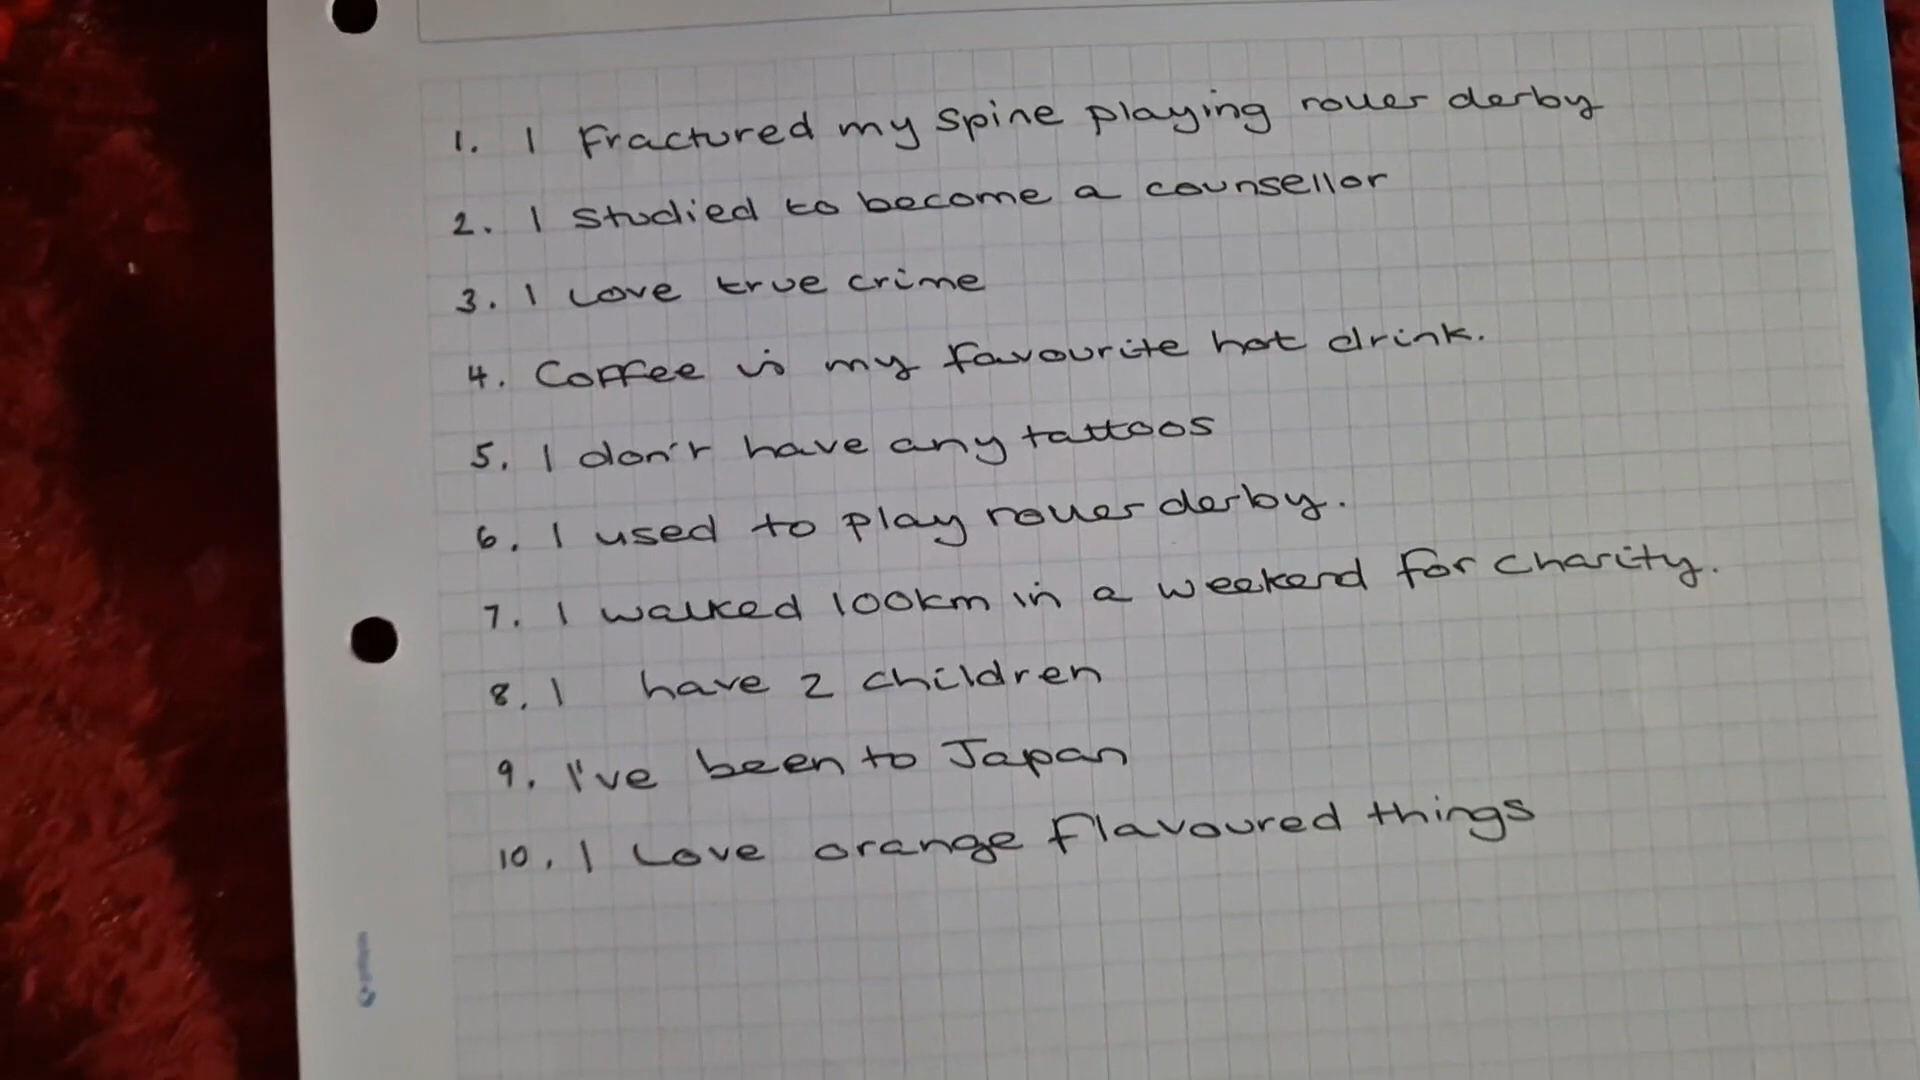 1. I Fractured my spine playing roller derby
2. I studied to become a counsellor
3. I Love true crime
4. Coffee is my favourite hot drink.
5. I don't have any tattoos
6. I used to play roller derby.
7. I walked 100km in a weekend for charity.
8. I have 2 children
9. I've been to Japan
10. I Love orange flavoured things